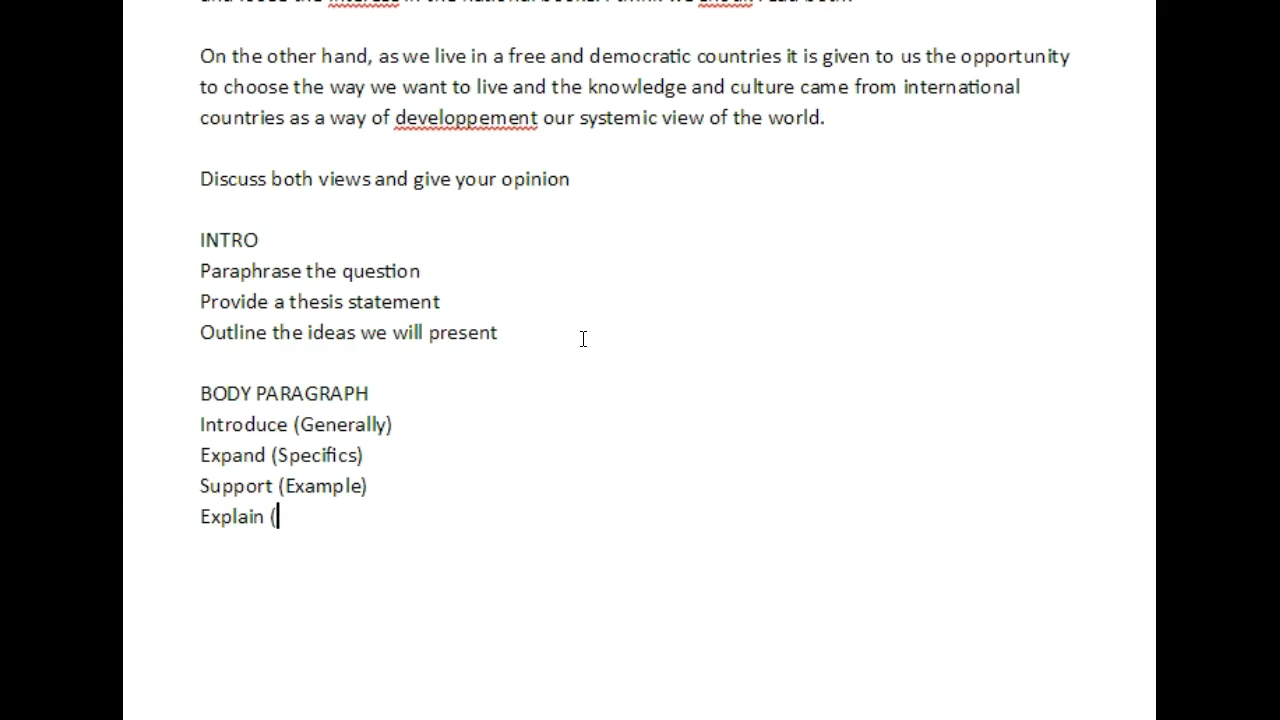 On the other hand, as we live in a free and democratic countries it is given to us the opportunity
to choose the way we want to live and the knowledge and culture came from international
countries as a way of developpement our systemic view of the world.
Discuss both views and give your opinion
INTRO
Paraphrase the question
Provide a thesis statement
Outline the ideas we will present
BODY PARAGRAPH
Introduce (Generally)
Expand (Specifics)
Support (Example)
Explain (